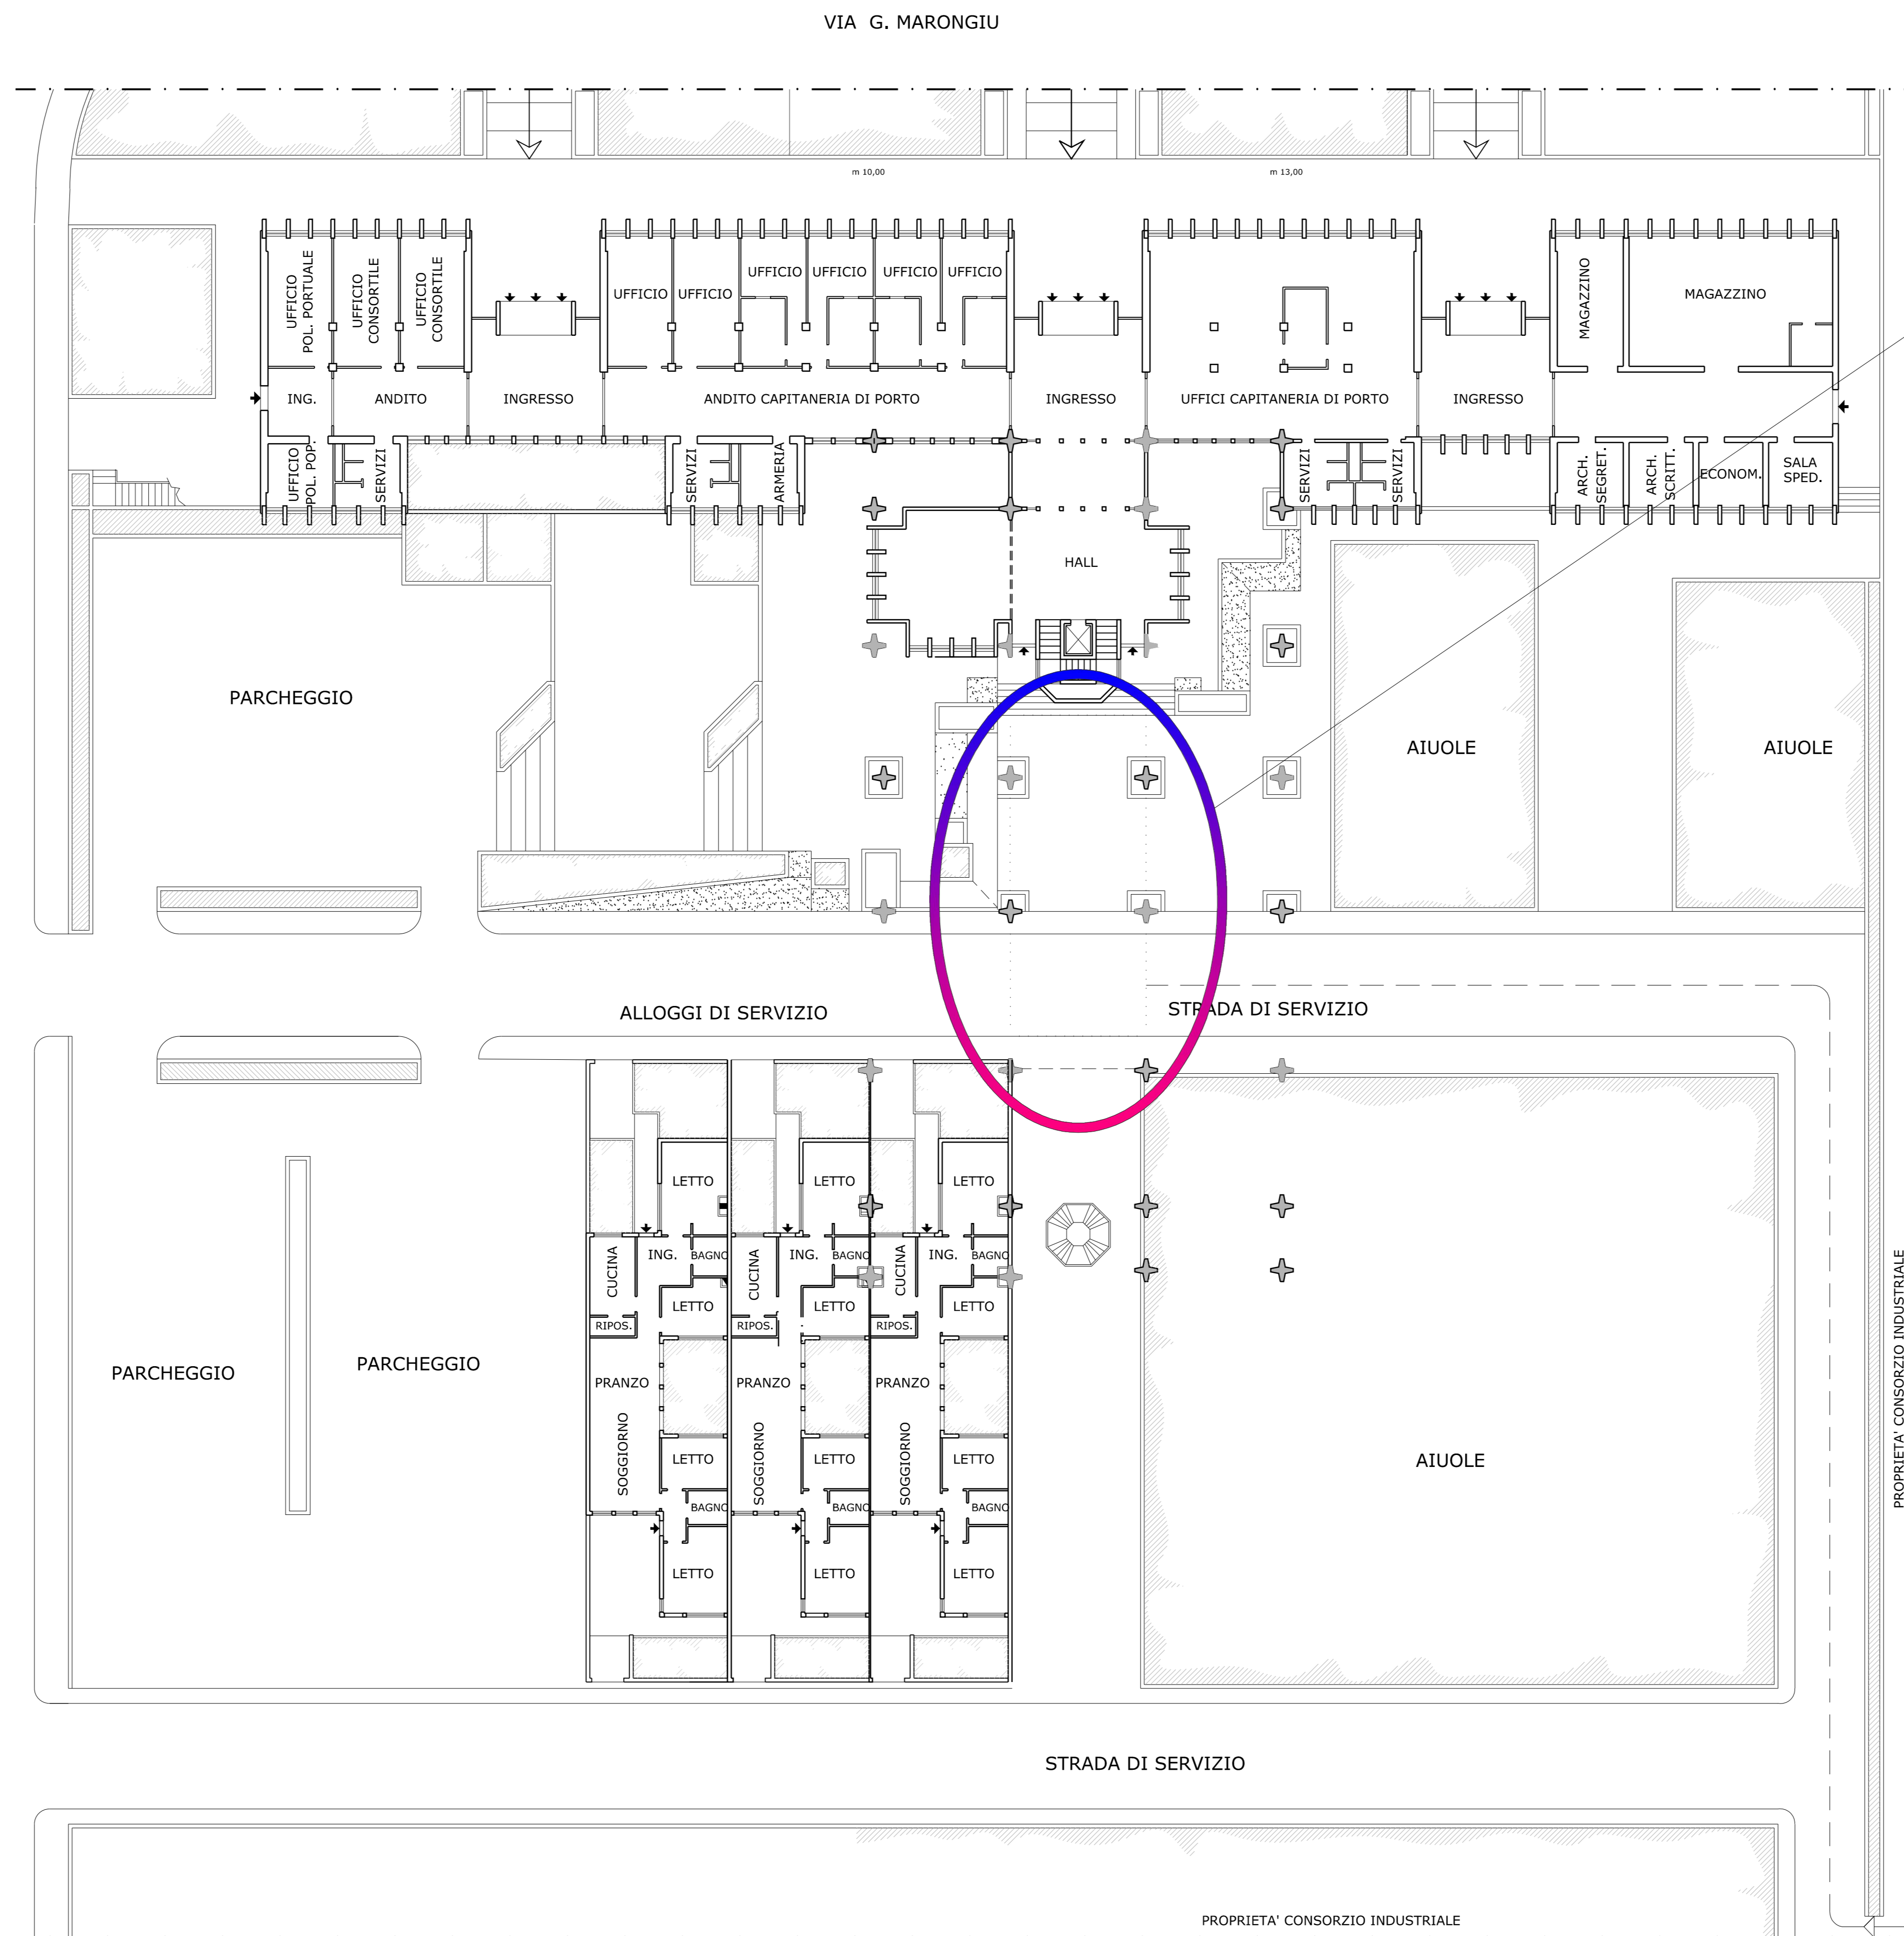 VIA G. MARONGIU
m 10,00
m 13,00
UFFICIO
POL. PORTUALE
UFFICIO
CONSORTILE
UFFICIO
CONSORTILE
UFFICIO
UFFICIO
UFFICIO
UFFICIO
UFFICIO
UFFICIO
MAGAZZINO
MAGAZZINO
ING.
ANDITO
INGRESSO
ANDITO CAPITANERIA DI PORTO
INGRESSO
UFFICI CAPITANERIA DI PORTO
INGRESSO
UFFICIO
POL. POP.
SERVIZI
SERVIZI
ARMERIA
SERVIZI
SERVIZI
ARCH.
SEGRET.
ARCH.
SCRITT.
ECONOM.
SALA
SPED.
HALL
PARCHEGGIO
AIUOLE
AIUOLE
ALLOGGI DI SERVIZIO
STRADA DI SERVIZIO
LETTO
LETTO
LETTO
CUCINA
ING.
BAGNO
CUCINA
ING.
BAGNO
CUCINA
ING.
BAGNO
LETTO
LETTO
LETTO
RIPOS.
RIPOS.
RIPOS.
PARCHEGGIO
PARCHEGGIO
PRANZO
PRANZO
PRANZO
SOGGIORNO
LETTO
SOGGIORNO
LETTO
SOGGIORNO
LETTO
AIUOLE
BAGNO
BAGNO
BAGNO
LETTO
LETTO
LETTO
PROPRIETA' CONSORZIO INDUSTRIALE
STRADA DI SERVIZIO
PROPRIETA' CONSORZIO INDUSTRIALE